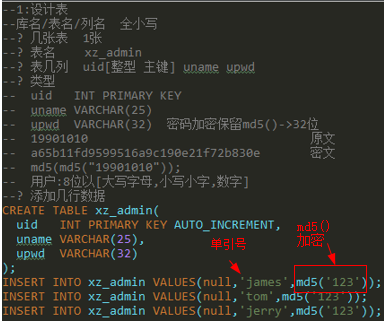 --1:设计表
--库名/表名/列名  全小写
--? 几张表  1张
--? 表名    xz_admin
--? 表几列  uid[整型 主键] uname upwd
--? 类型
--  uid   INT PRIMARY KEY
--  uname VARCHAR(25)
--  upwd  VARCHAR(32)  密码加密保留md5()->32位
--  19901010                              原文
--  a65b11fd9599516a9c190e21f72b830e      密文
--  md5(md5("19901010"));
--  用户:8位以[大写字母,小写小字,数字]
--? 添加几行数据
CREATE TABLE xz_admin(
  uid   INT PRIMARY KEY AUTO_INCREMENT,
  uname VARCHAR(25),
  upwd  VARCHAR(32)
);
单引号
md5()
加密
INSERT INTO xz_admin VALUES(null,'james',md5('123'));
INSERT INTO xz_admin VALUES(null,'tom',md5('123'));
INSERT INTO xz_admin VALUES(null,'jerry',md5('123'));